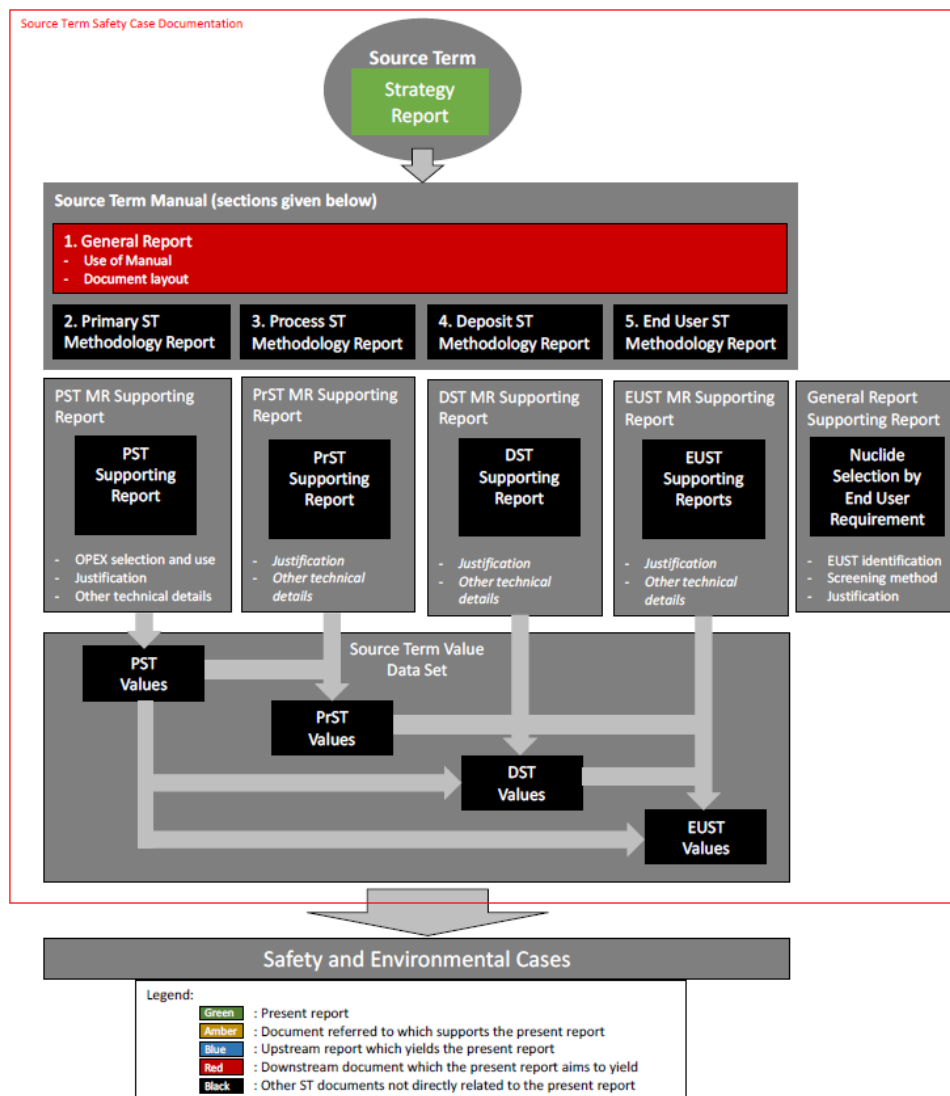 Source Term Safety Case Documentation
Source Term
Strategy
Report
Source Term Manual (sections given below)
1. General Report
- Use of Manual
- Document layout
2. Primary ST
Methodology Report
3. Process ST
Methodology Report
4. Deposit ST
Methodology Report
5. End User ST
Methodology Report
PST MR Supporting
Report
PST
Supporting
Report
- OPEX selection and use
- Justification
- Other technical details
PrST MR Supporting
Report
PrST
Supporting
Report
- Justification
- Other technical
details
DST MR Supporting
Report
DST
Supporting
Report
- Justification
- Other technical
details
EUST MR Supporting
Report
EUST
Supporting
Reports
- Justification
- Other technical
details
General Report
Supporting Report
Nuclide
Selection by
End User
Requirement
- EUST identification
- Screening method
- Justification
Source Term Value
Data Set
PST
Values
PrST
Values
DST
Values
EUST
Values
Safety and Environmental Cases
Legend:
Green : Present report
Amber : Document referred to which supports the present report
Blue : Upstream report which yields the present report
Red : Downstream document which the present report aims to yield
Black : Other ST documents not directly related to the present report